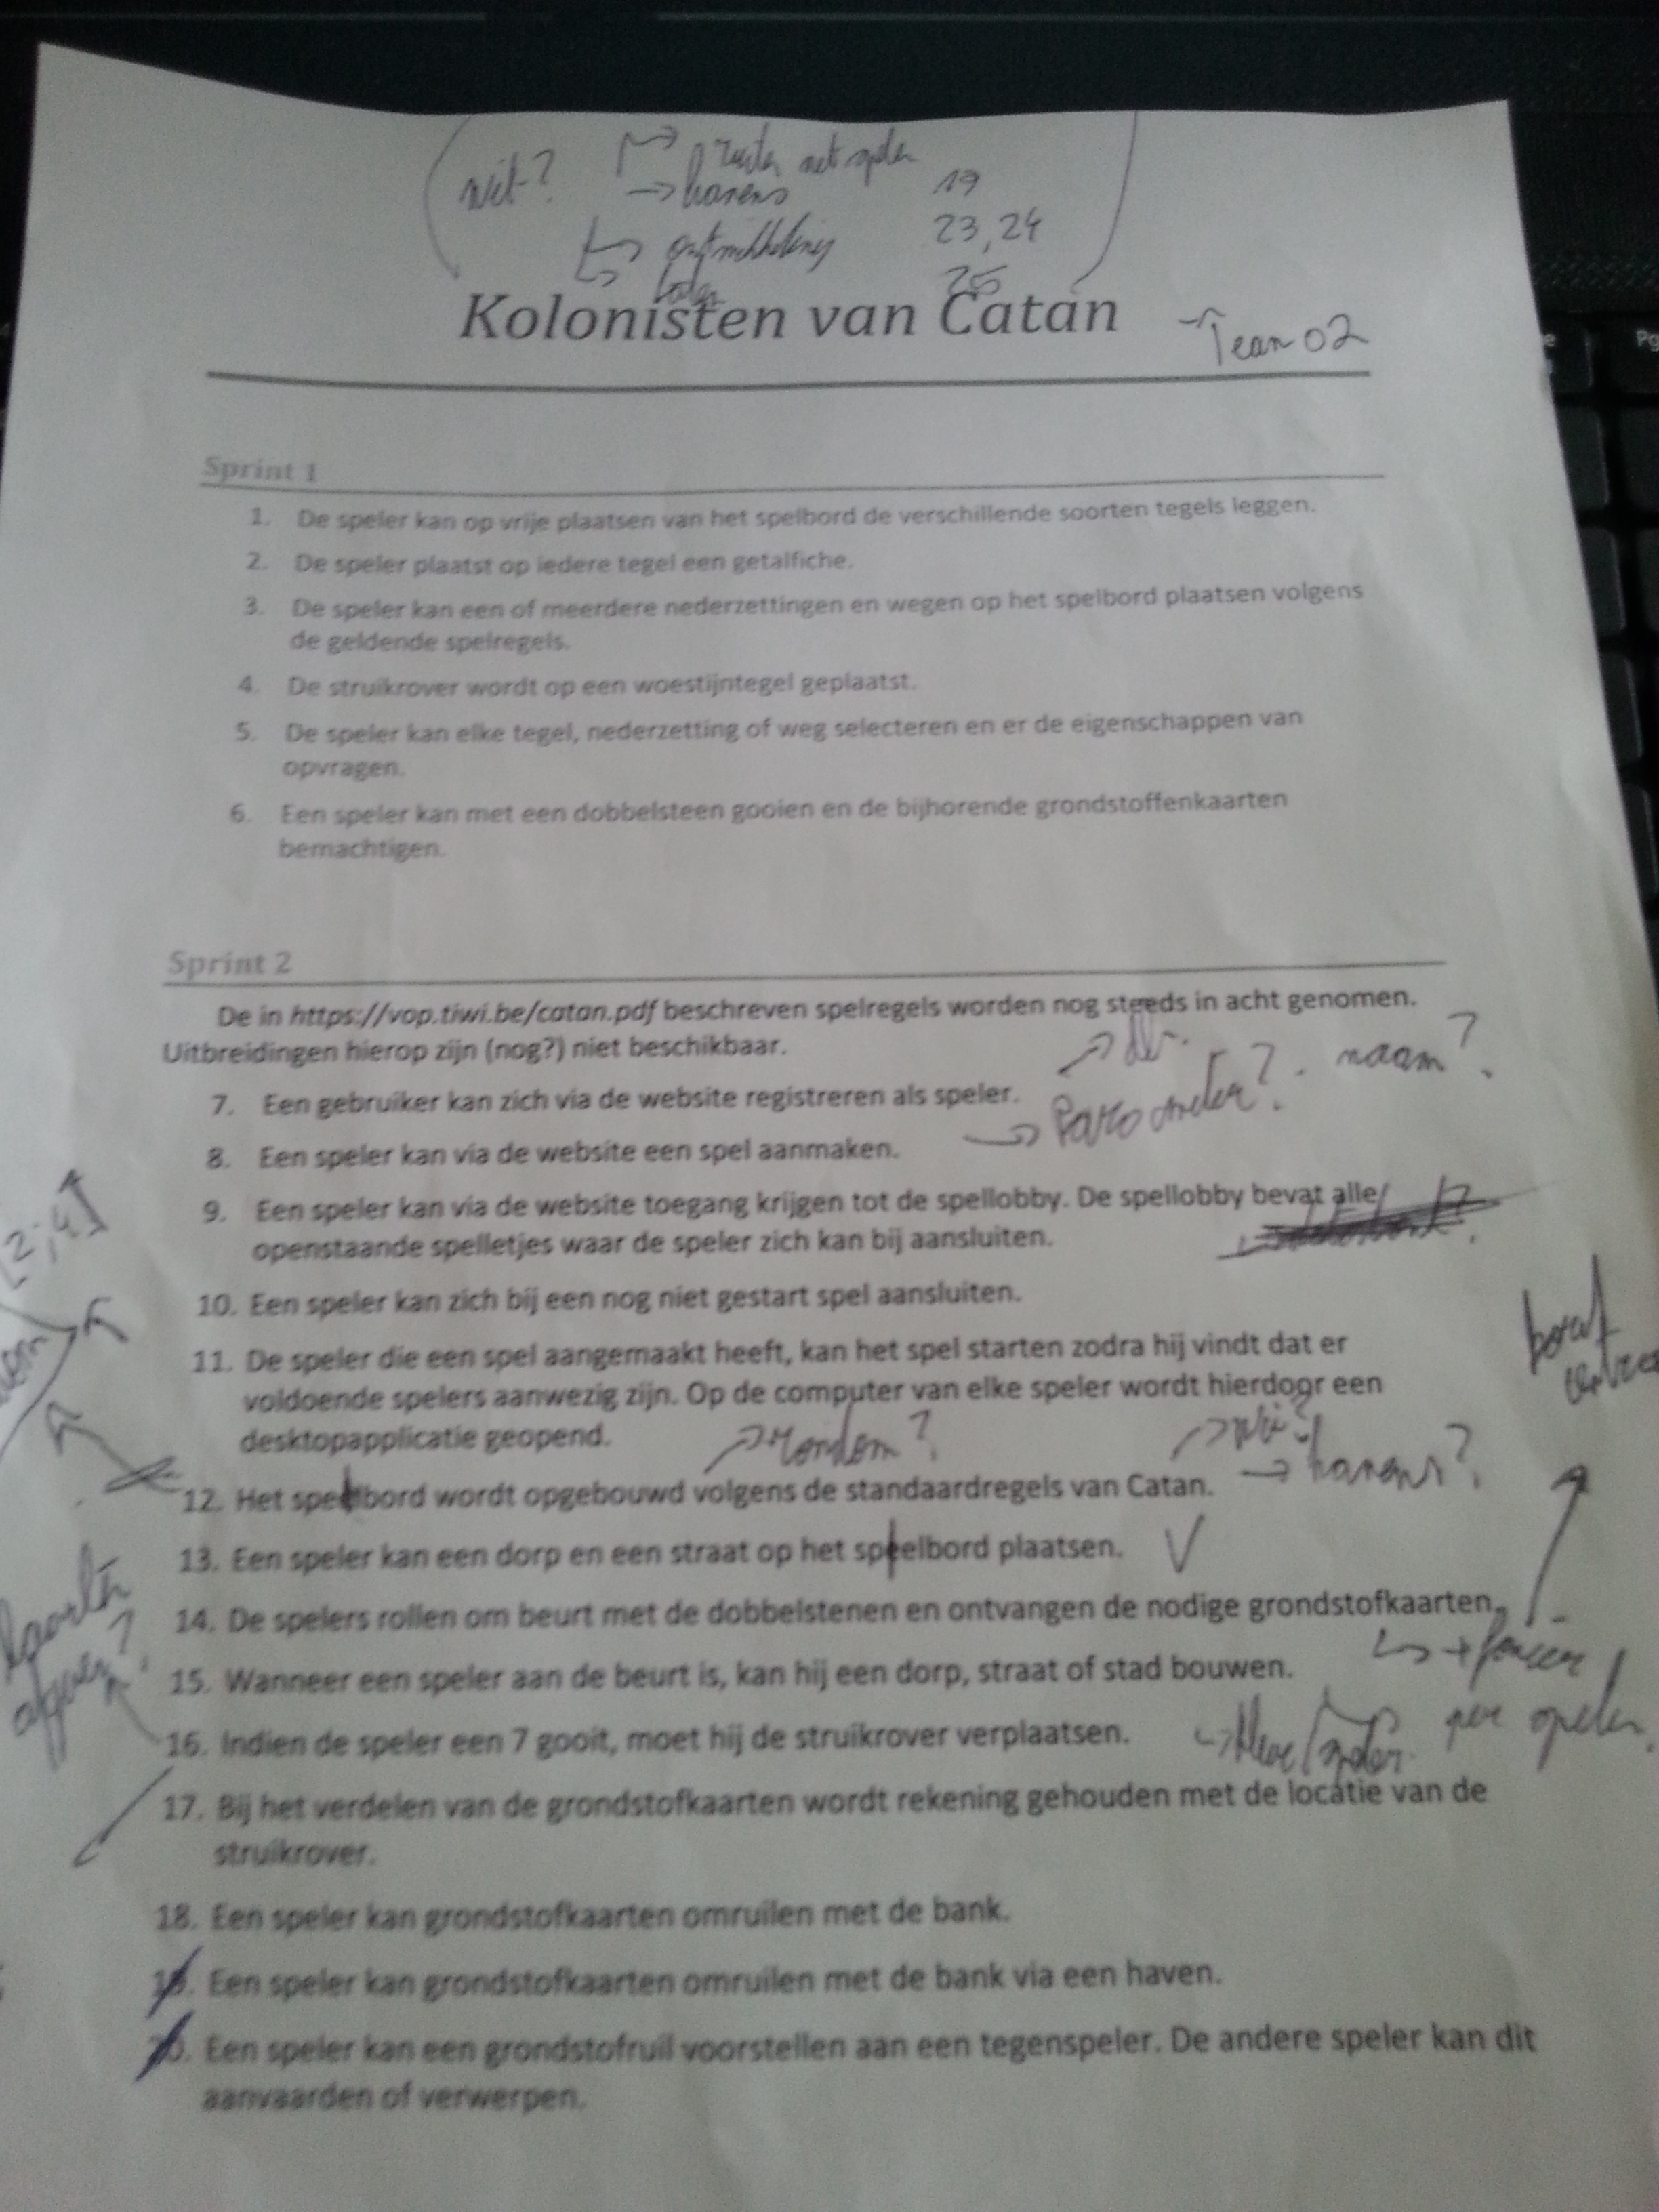 niet?
→ havens 19
→ ontwikkeling 23, 24
25
Kolonisten van Catan
Team 02
Sprint 1
1. De speler kan op vrije plaatsen van het spelbord de verschillende soorten tegels leggen.
2. De speler plaatst op iedere tegel een getalfiche.
3. De speler kan een of meerdere nederzettingen en wegen op het spelbord plaatsen volgens
de geldende spelregels.
4. De struikrover wordt op een woestijntegel geplaatst.
5. De speler kan elke tegel, nederzetting of weg selecteren en er de eigenschappen van
opvragen.
6. Een speler kan met een dobbelsteen gooien en de bijhorende grondstoffenkaarten
bemachtigen.
Sprint 2
De in https://vop.tiwi.be/catan.pdf beschreven spelregels worden nog steeds in acht genomen.
Uitbreidingen hierop zijn (nog?) niet beschikbaar.
naam?
7. Een gebruiker kan zich via de website registreren als speler.
8. Een speler kan via de website een spel aanmaken.
9. Een speler kan via de website toegang krijgen tot de spellobby. De spellobby bevat alle
openstaande spelletjes waar de speler zich kan bij aansluiten.
10. Een speler kan zich bij een nog niet gestart spel aansluiten.
11. De speler die een spel aangemaakt heeft, kan het spel starten zodra hij vindt dat er
voldoende spelers aanwezig zijn. Op de computer van elke speler wordt hierdoor een
desktopapplicatie geopend.
→ random?
12. Het speelbord wordt opgebouwd volgens de standaardregels van Catan. → havens?
13. Een speler kan een dorp en een straat op het speelbord plaatsen. V
14. De spelers rollen om beurt met de dobbelstenen en ontvangen de nodige grondstofkaarten.
15. Wanneer een speler aan de beurt is, kan hij een dorp, straat of stad bouwen.
per speler
16. Indien de speler een 7 gooit, moet hij de struikrover verplaatsen.
17. Bij het verdelen van de grondstofkaarten wordt rekening gehouden met de locatie van de
struikrover.
18. Een speler kan grondstofkaarten omruilen met de bank.
19. Een speler kan grondstofkaarten omruilen met de bank via een haven.
20. Een speler kan een grondstofruil voorstellen aan een tegenspeler. De andere speler kan dit
aanvaarden of verwerpen.